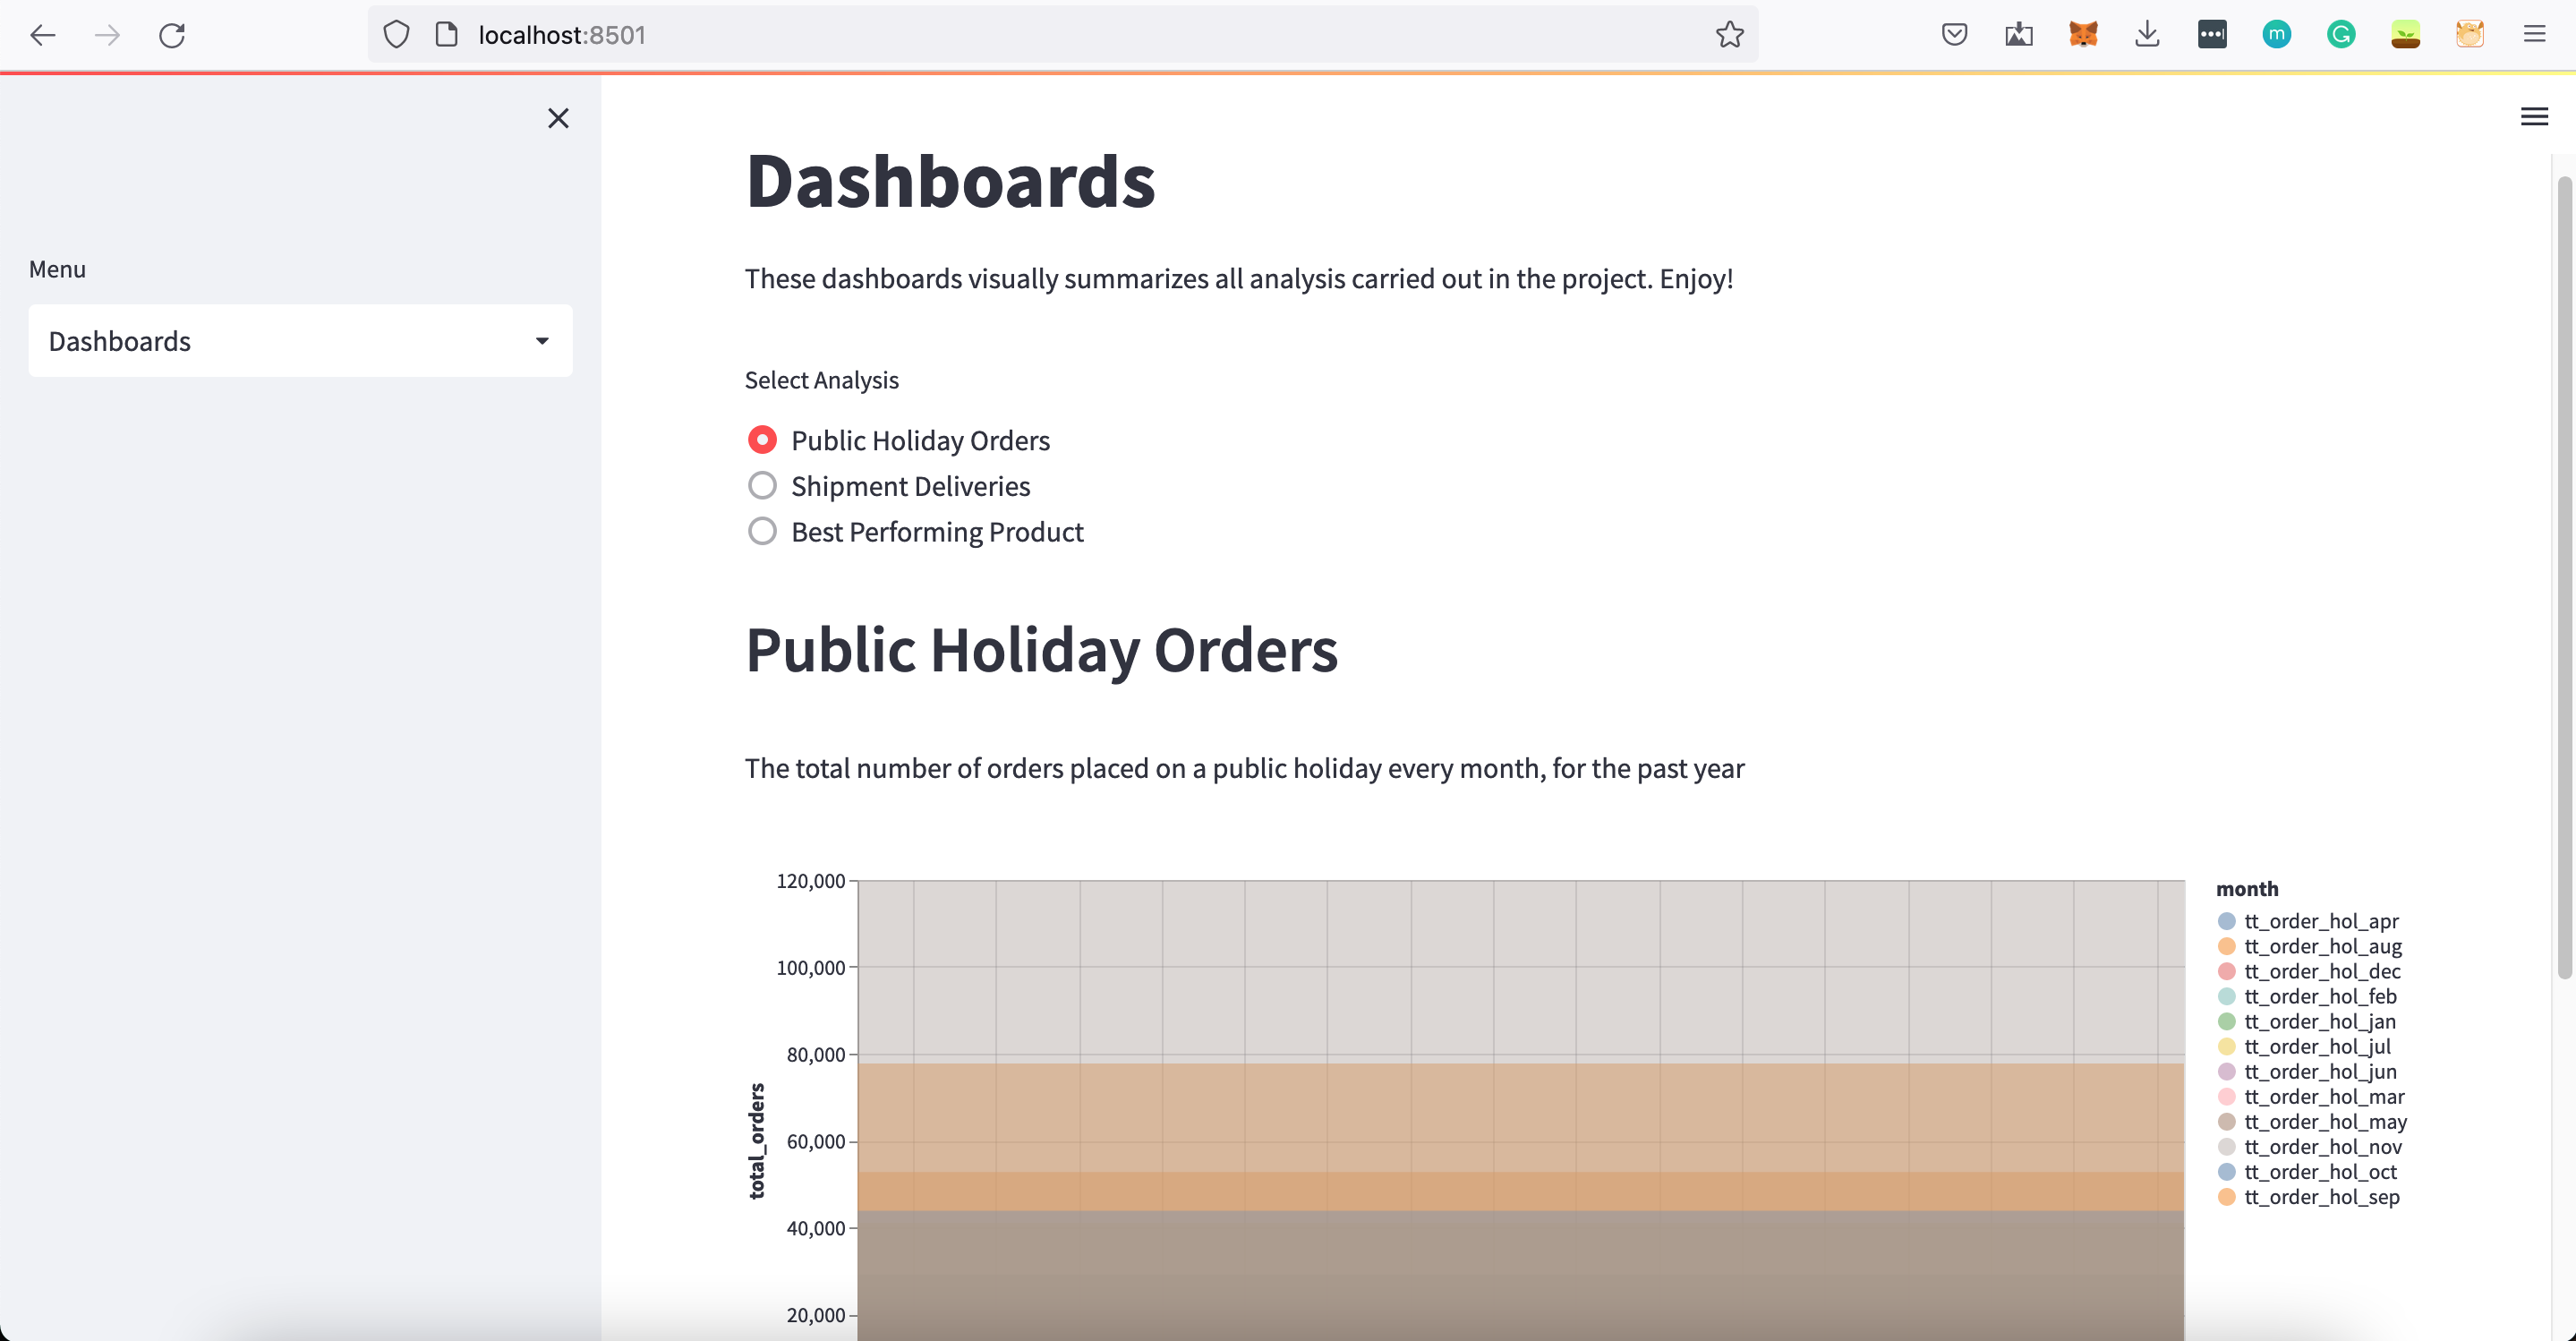 localhost:8501
Menu
Dashboards
Dashboards
These dashboards visually summarizes all analysis carried out in the project. Enjoy!
Select Analysis
Public Holiday Orders
Shipment Deliveries
Best Performing Product
Public Holiday Orders
The total number of orders placed on a public holiday every month, for the past year
120,000
100,000
80,000
60,000
40,000
20,000
total_orders
month
tt_order_hol_apr
tt_order_hol_aug
tt_order_hol_dec
tt_order_hol_feb
tt_order_hol_jan
tt_order_hol_jul
tt_order_hol_jun
tt_order_hol_mar
tt_order_hol_may
tt_order_hol_nov
tt_order_hol_oct
tt_order_hol_sep